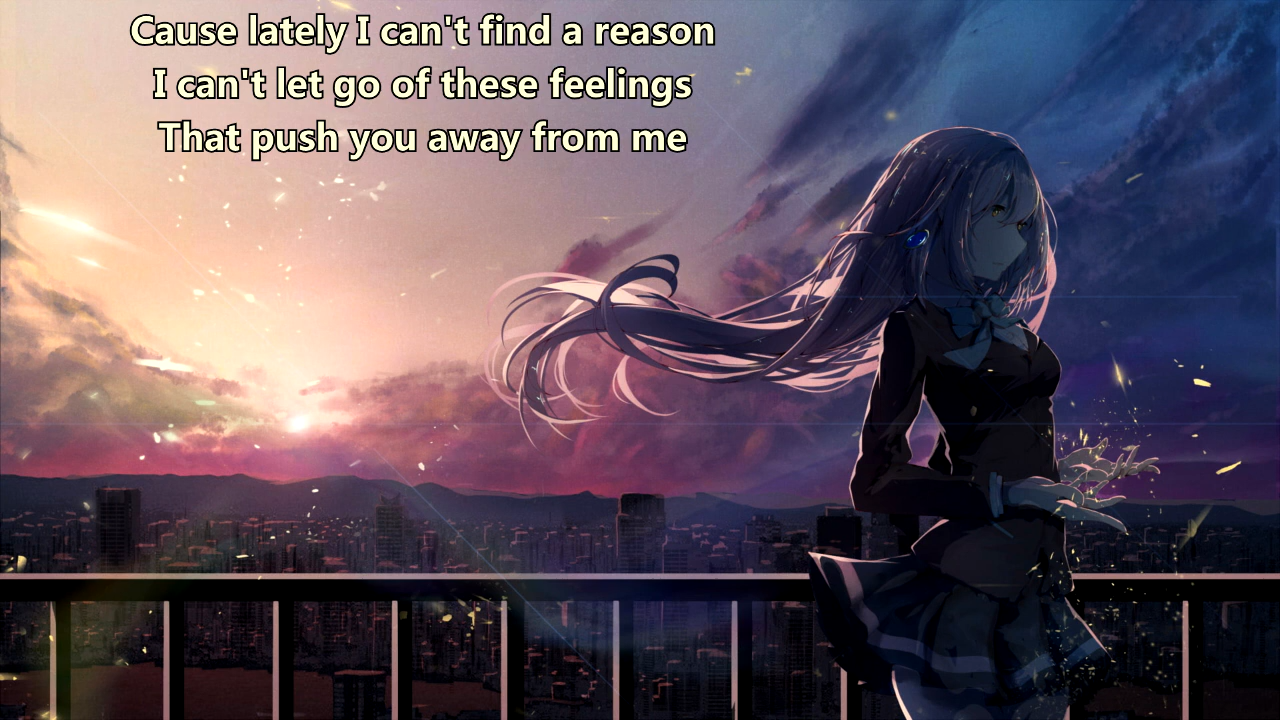 Cause lately I can't find a reason
I can't let go of these feelings
That push you away from me